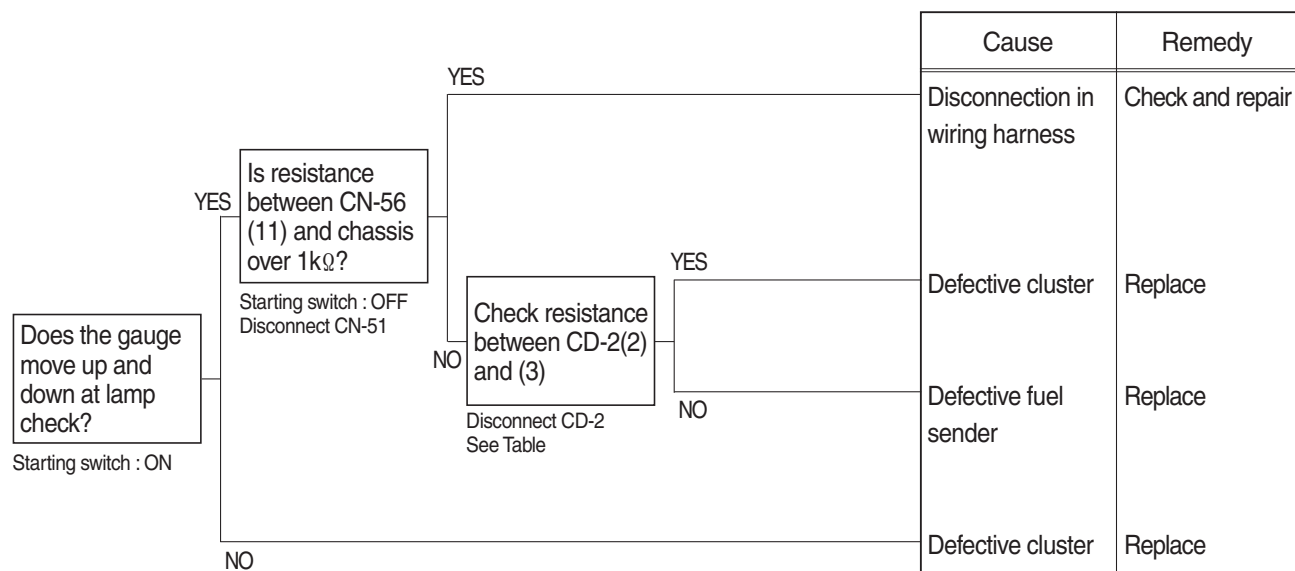 Cause Remedy
YES
Disconnection in Check and repair
wiring harness
Is resistance
between CN-56
(11) and chassis
over 1kΩ?
YES
Starting switch : OFF
Disconnect CN-51
YES
Defective cluster Replace
Check resistance
between CD-2(2)
and (3)
NO
Does the gauge
move up and
down at lamp
check?
Starting switch : ON
Disconnect CD-2
See Table
NO
Defective fuel Replace
sender
NO
Defective cluster Replace